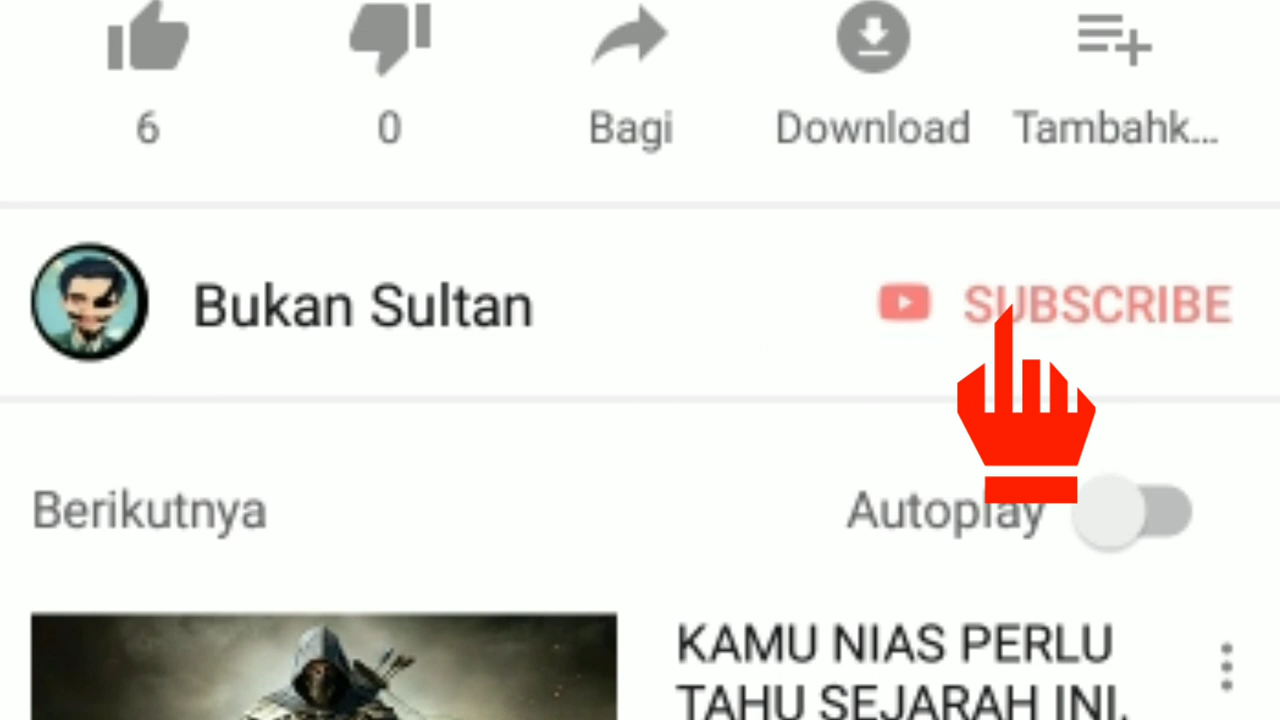 6 0 Bagi Download Tambahk...
Bukan Sultan SUBSCRIBE
Berikutnya Autoplay
KAMU NIAS PERLU
TAHU SEJARAH INI.